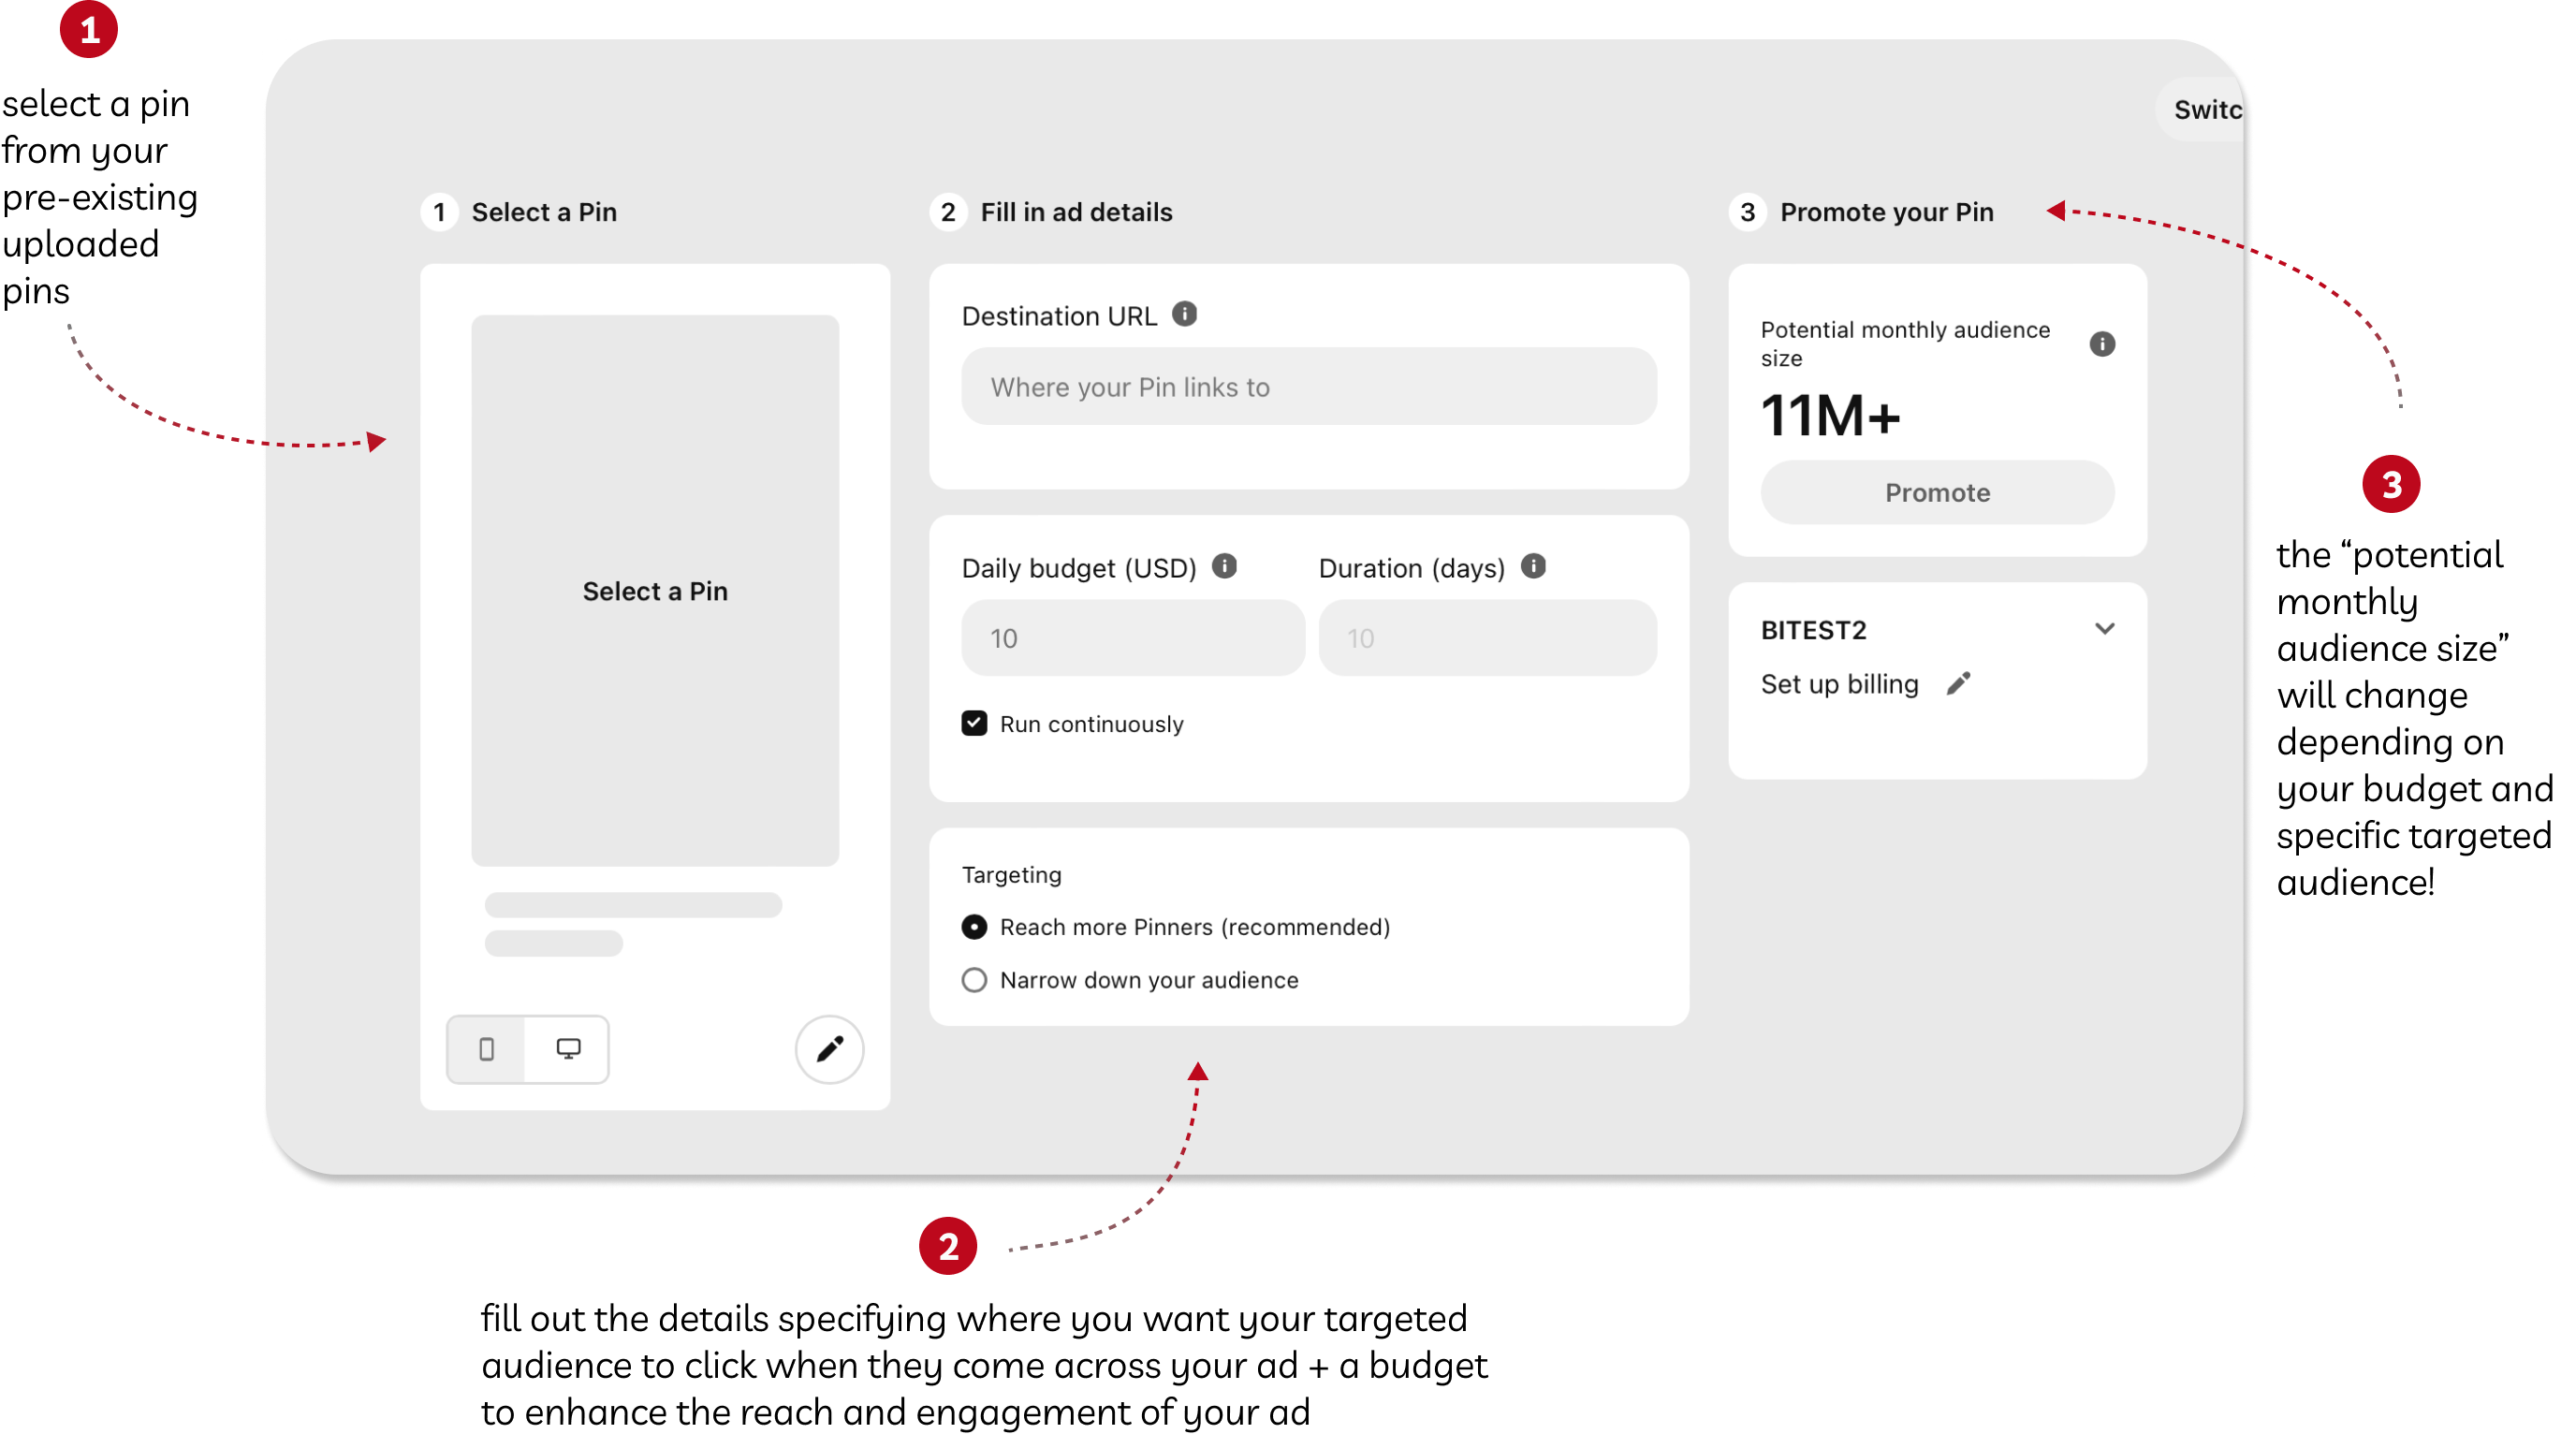 1
select a pin
from your
pre-existing
uploaded
pins
Switc
1 Select a Pin
Select a Pin
2 Fill in ad details
Destination URL
Where your Pin links to
Daily budget (USD) Duration (days)
10 10
Run continuously
Targeting
Reach more Pinners (recommended)
Narrow down your audience
3 Promote your Pin
Potential monthly audience
size
11M+
Promote
BITEST2
Set up billing
3
the “potential
monthly
audience size”
will change
depending on
your budget and
specific targeted
audience!
2
fill out the details specifying where you want your targeted
audience to click when they come across your ad + a budget
to enhance the reach and engagement of your ad